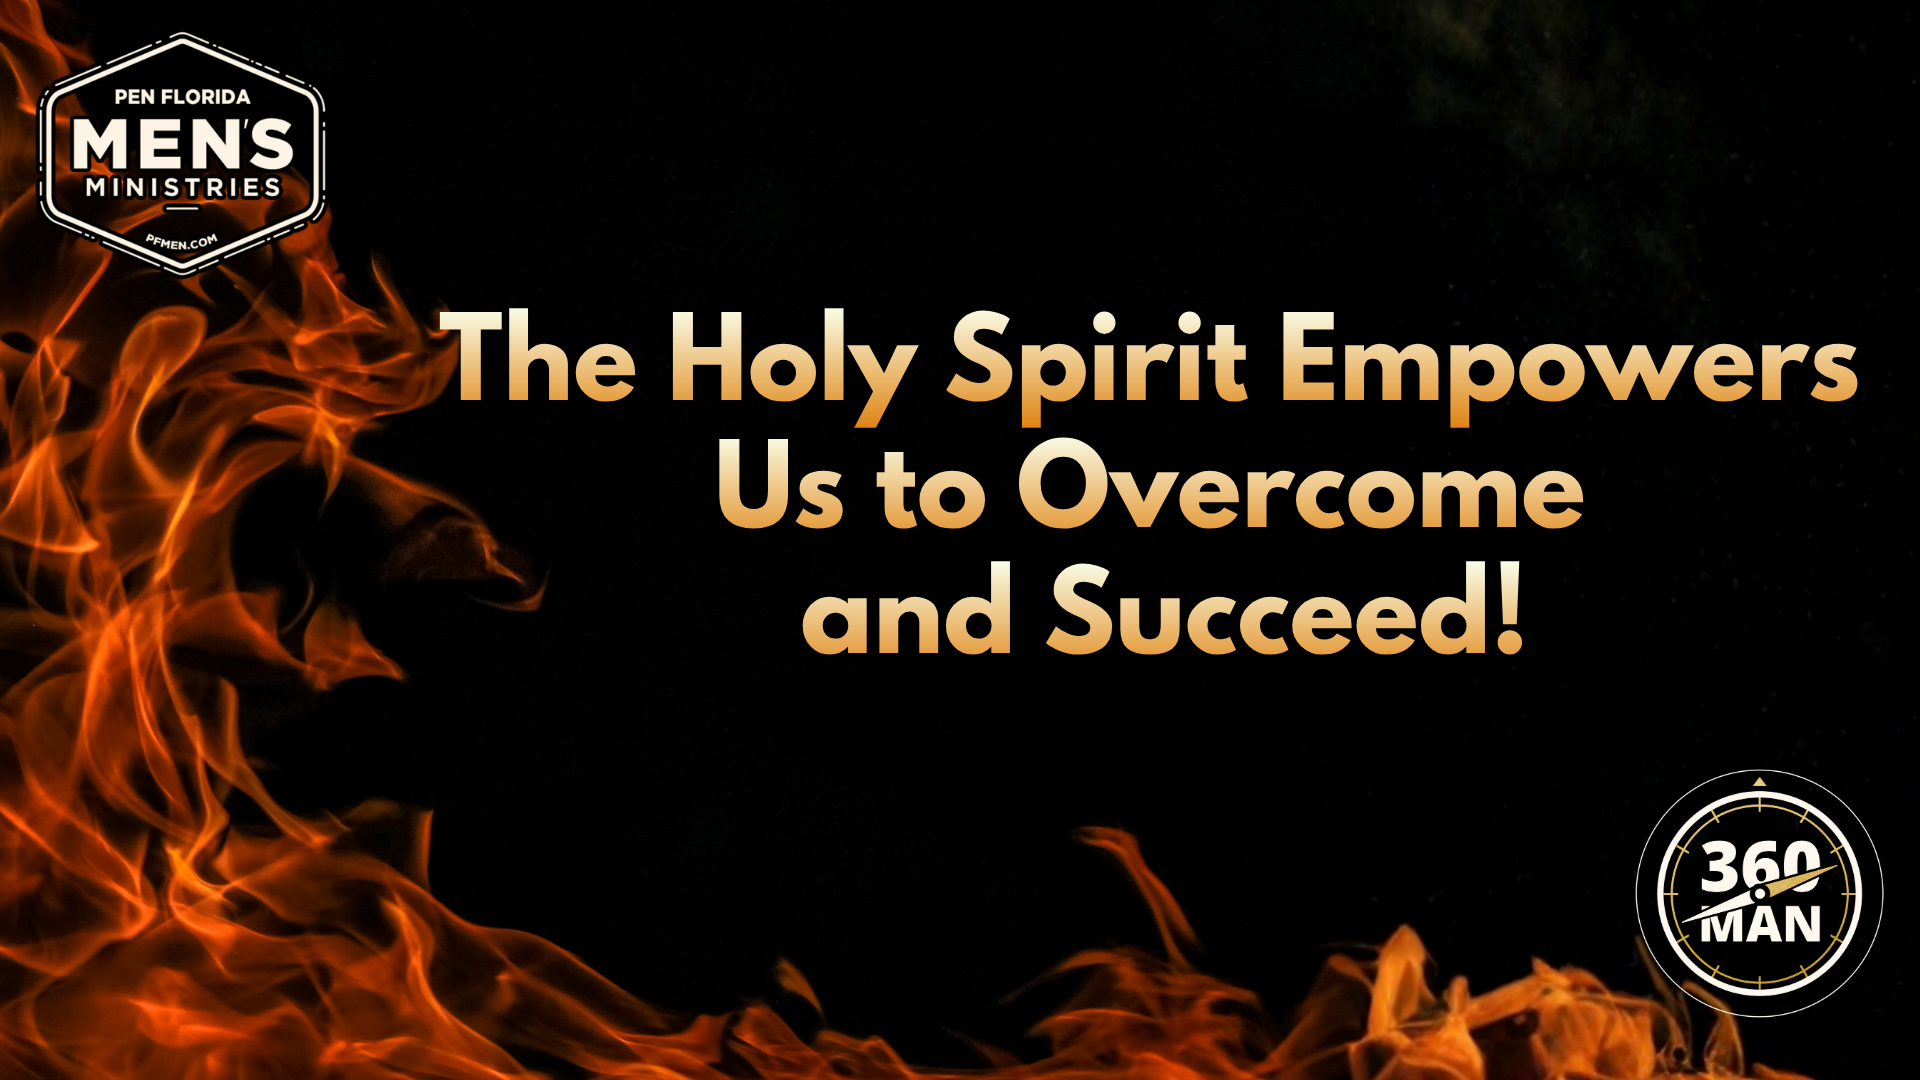 PEN FLORIDA
MEN'S
MINISTRIES
PFMEN.COM
The Holy Spirit Empowers
Us to Overcome
and Succeed!
360
MAN